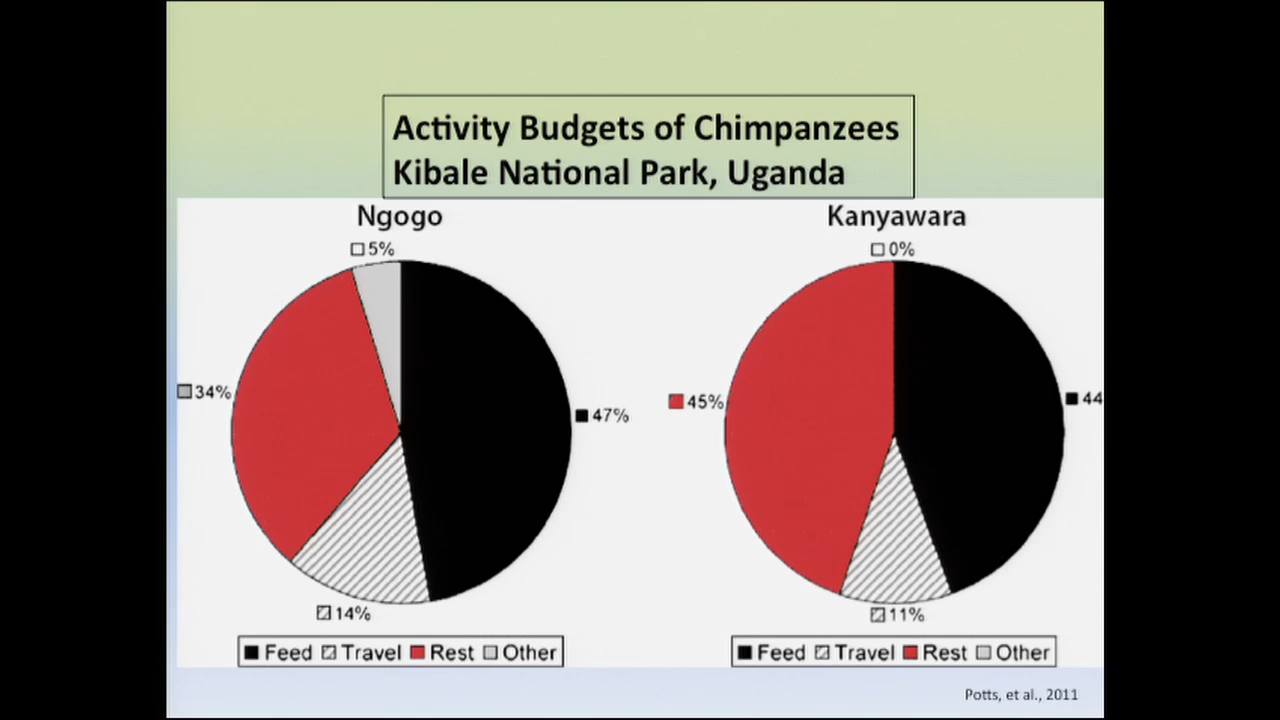 Activity Budgets of Chimpanzees
Kibale National Park, Uganda
Ngogo
5%
34%
47%
14%
Feed Travel Rest Other
Kanyawara
0%
45%
44
11%
Feed Travel Rest Other
Potts, et al., 2011